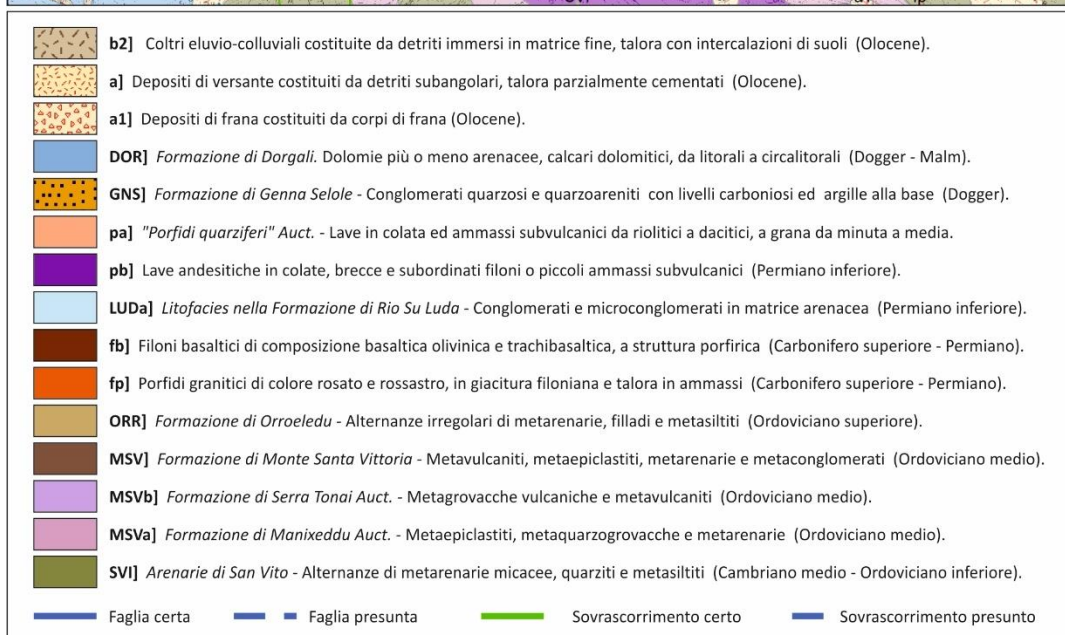 b2] Coltri eluvio-colluviali costituite da detriti immersi in matrice fine, talora con intercalazioni di suoli (Olocene).
a] Depositi di versante costituiti da detriti subangolari, talora parzialmente cementati (Olocene).
a1] Depositi di frana costituiti da corpi di frana (Olocene).
DOR] Formazione di Dorgali. Dolomie più o meno arenacee, calcari dolomitici, da litorali a circalitorali (Dogger - Malm).
GNS] Formazione di Genna Selole - Conglomerati quarzosi e quarzoareniti con livelli carboniosi ed argille alla base (Dogger).
pa] "Porfidi quarziferi" Auct. - Lave in colata ed ammassi subvulcanici da riolitici a dacitici, a grana da minuta a media.
pb] Lave andesitiche in colate, brecce e subordinati filoni o piccoli ammassi subvulcanici (Permiano inferiore).
LUDa] Litofacies nella Formazione di Rio Su Luda - Conglomerati e microconglomerati in matrice arenacea (Permiano inferiore).
fb] Filoni basaltici di composizione basaltica olivinica e trachibasaltica, a struttura porfirica (Carbonifero superiore - Permiano).
fp] Porfidi granitici di colore rosato e rossastro, in giacitura filoniana e talora in ammassi (Carbonifero superiore - Permiano).
ORR] Formazione di Orroeledu - Alternanze irregolari di metarenarie, filladi e metasiltiti (Ordoviciano superiore).
MSV] Formazione di Monte Santa Vittoria - Metavulcaniti, metaepiclastiti, metarenarie e metaconglomerati (Ordoviciano medio).
MSVb] Formazione di Serra Tonai Auct. - Metagrovacche vulcaniche e metavulcaniti (Ordoviciano medio).
MSVa] Formazione di Manixeddu Auct. - Metaepiclastiti, metaquarzogrovacche e metarenarie (Ordoviciano medio).
SVI] Arenarie di San Vito - Alternanze di metarenarie micacee, quarziti e metasiltiti (Cambriano medio - Ordoviciano inferiore).
Faglia certa Faglia presunta Sovrascorrimento certo Sovrascorrimento presunto